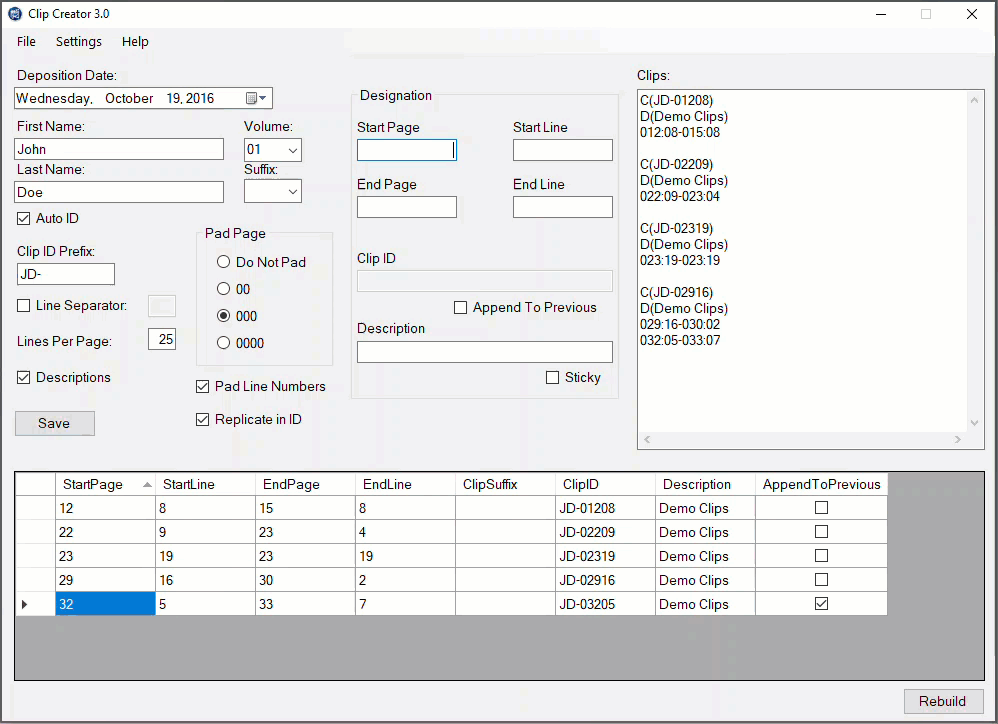 Clip Creator 3.0
File Settings Help
Deposition Date:
Wednesday, October 19, 2016
First Name:
Volume:
John
01
Last Name:
Suffix:
Doe
Auto ID
Clip ID Prefix:
JD-
Line Separator:
Lines Per Page:
25
Descriptions
Save
Pad Page
Do Not Pad
00
000
0000
Pad Line Numbers
Replicate in ID
Designation
Start Page
Start Line
End Page
End Line
Clip ID
Append To Previous
Description
Sticky
Clips:
C(JD-01208)
D(Demo Clips)
012:08-015:08
C(JD-02209)
D(Demo Clips)
022:09-023:04
C(JD-02319)
D(Demo Clips)
023:19-023:19
C(JD-02916)
D(Demo Clips)
029:16-030:02
032:05-033:07
StartPage StartLine EndPage EndLine ClipSuffix ClipID Description AppendToPrevious
12 8 15 8 JD-01208 Demo Clips
22 9 23 4 JD-02209 Demo Clips
23 19 23 19 JD-02319 Demo Clips
29 16 30 2 JD-02916 Demo Clips
32 5 33 7 JD-03205 Demo Clips
Rebuild